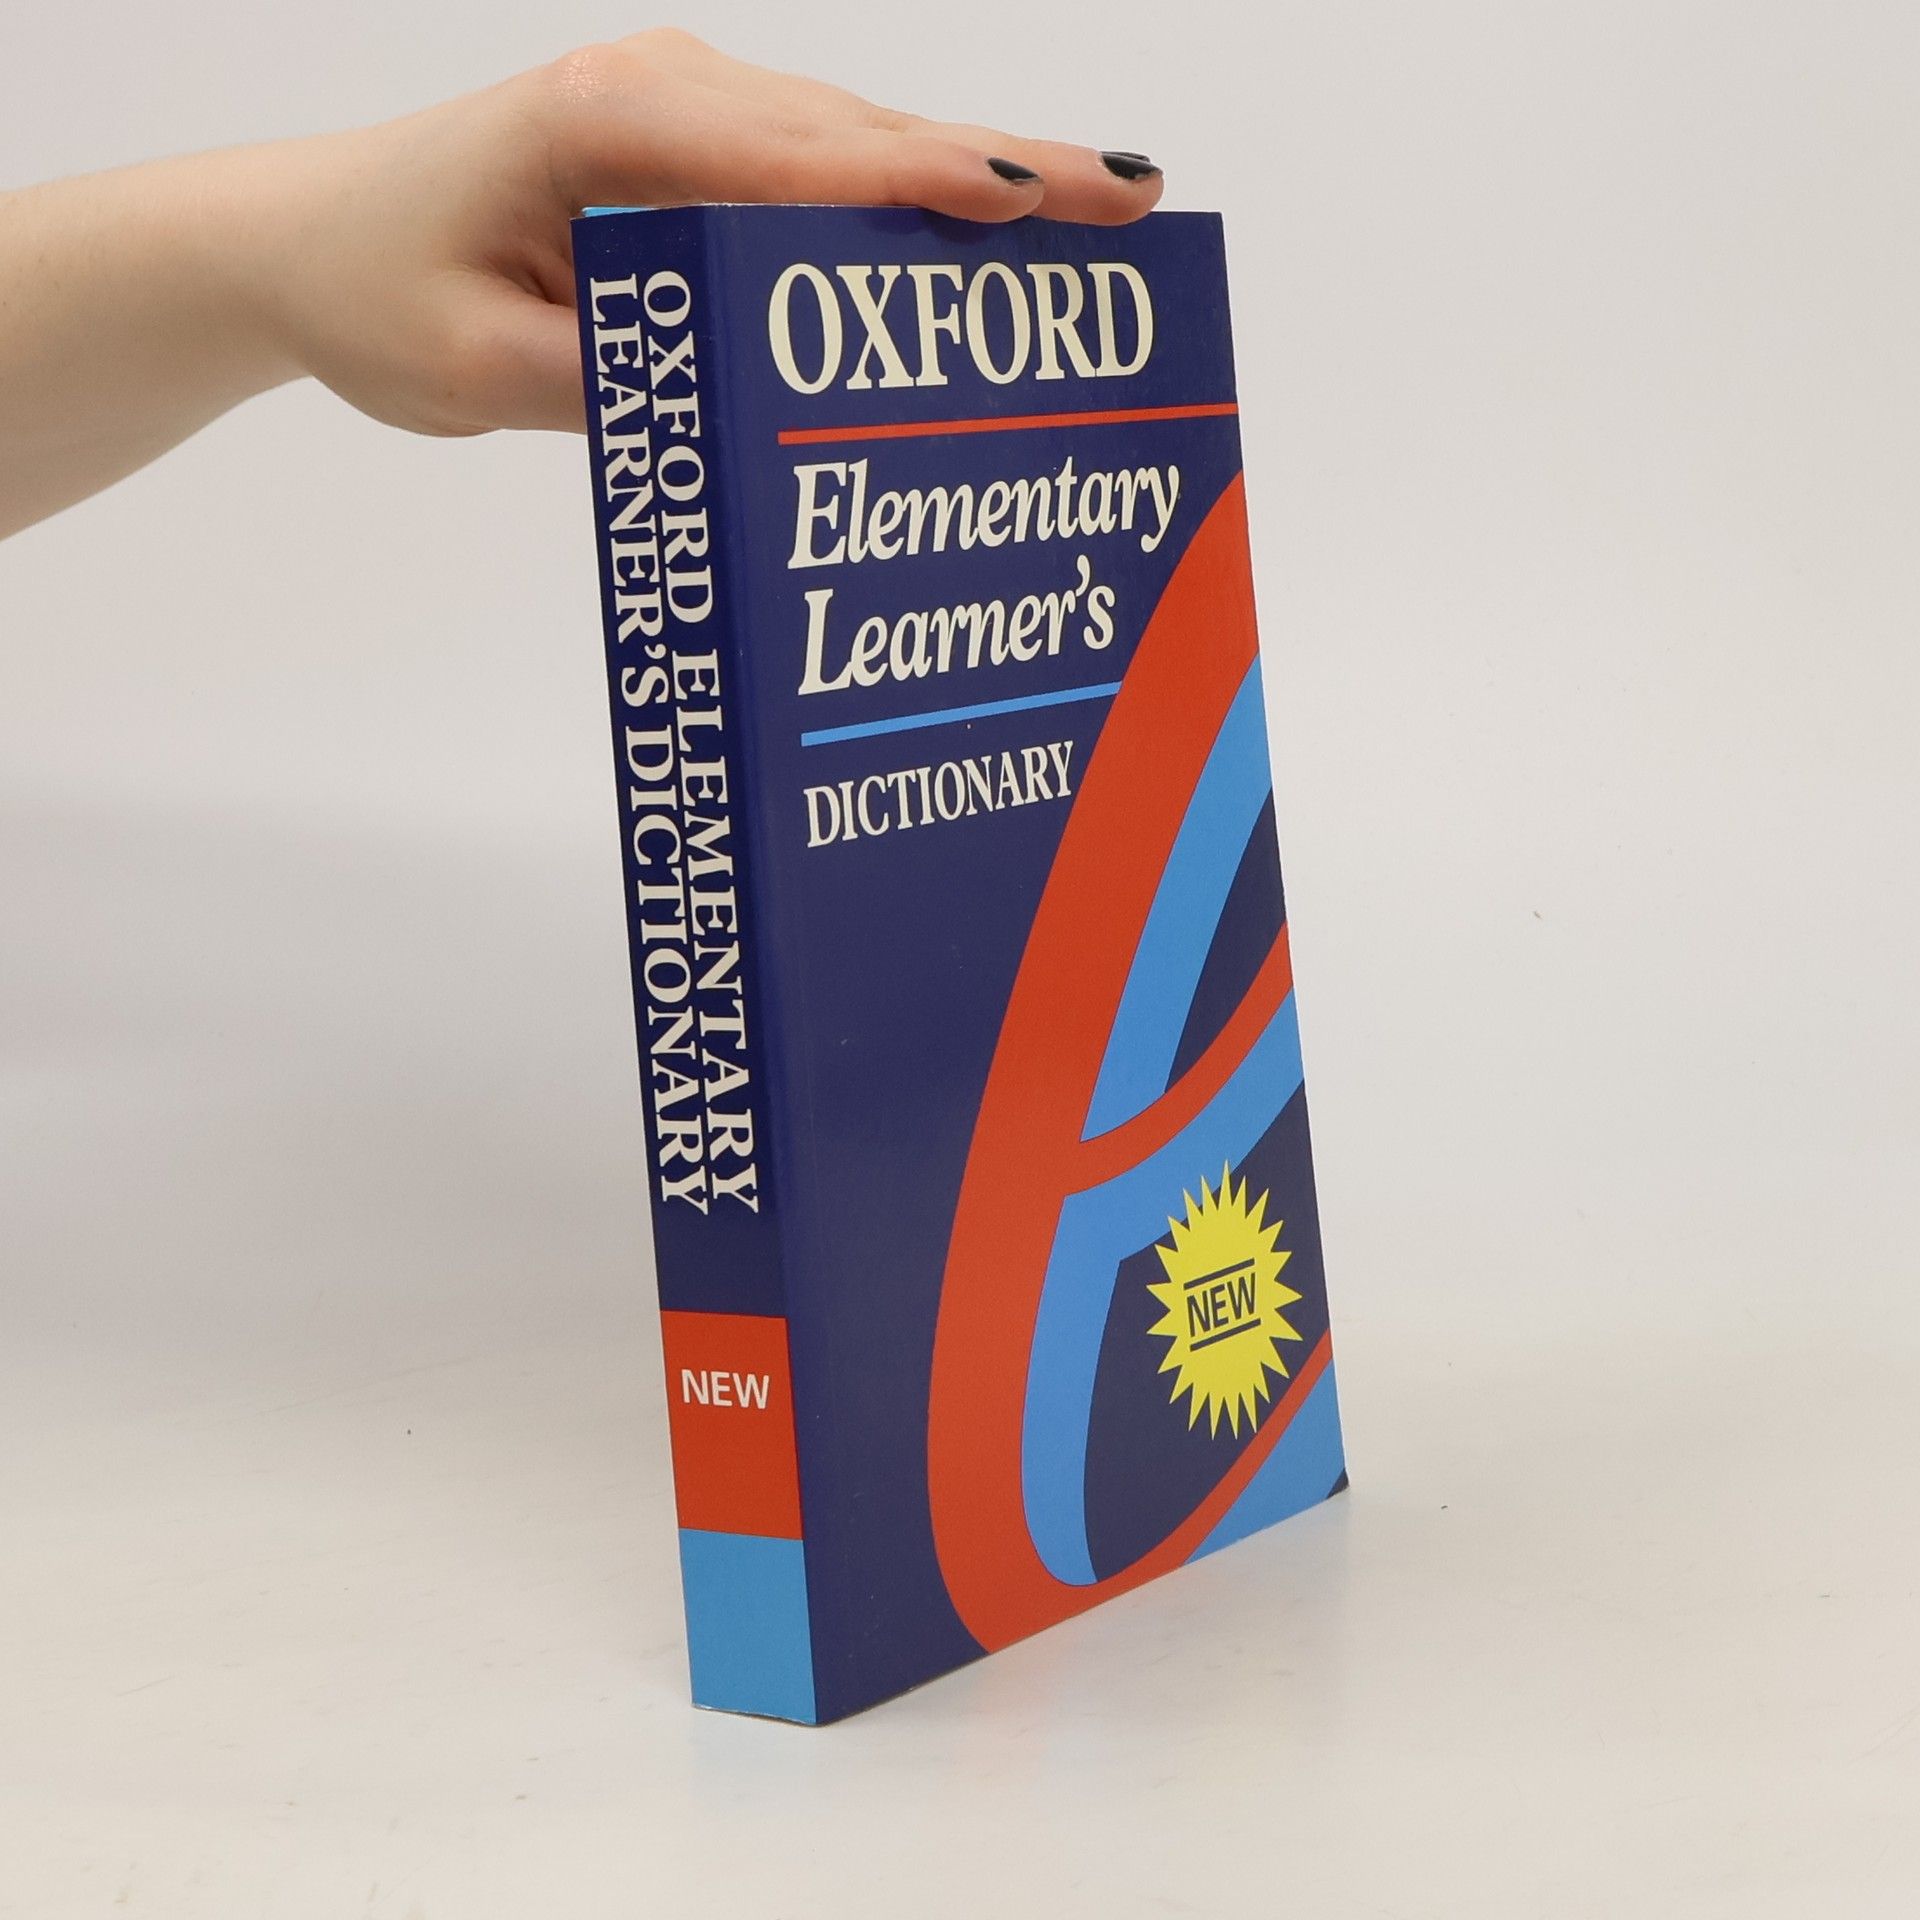 OXFORD ELEMENTARY
LEARNER'S DICTIONARY
NEW
OXFORD
Elementary
Learner's
DICTIONARY
NEW